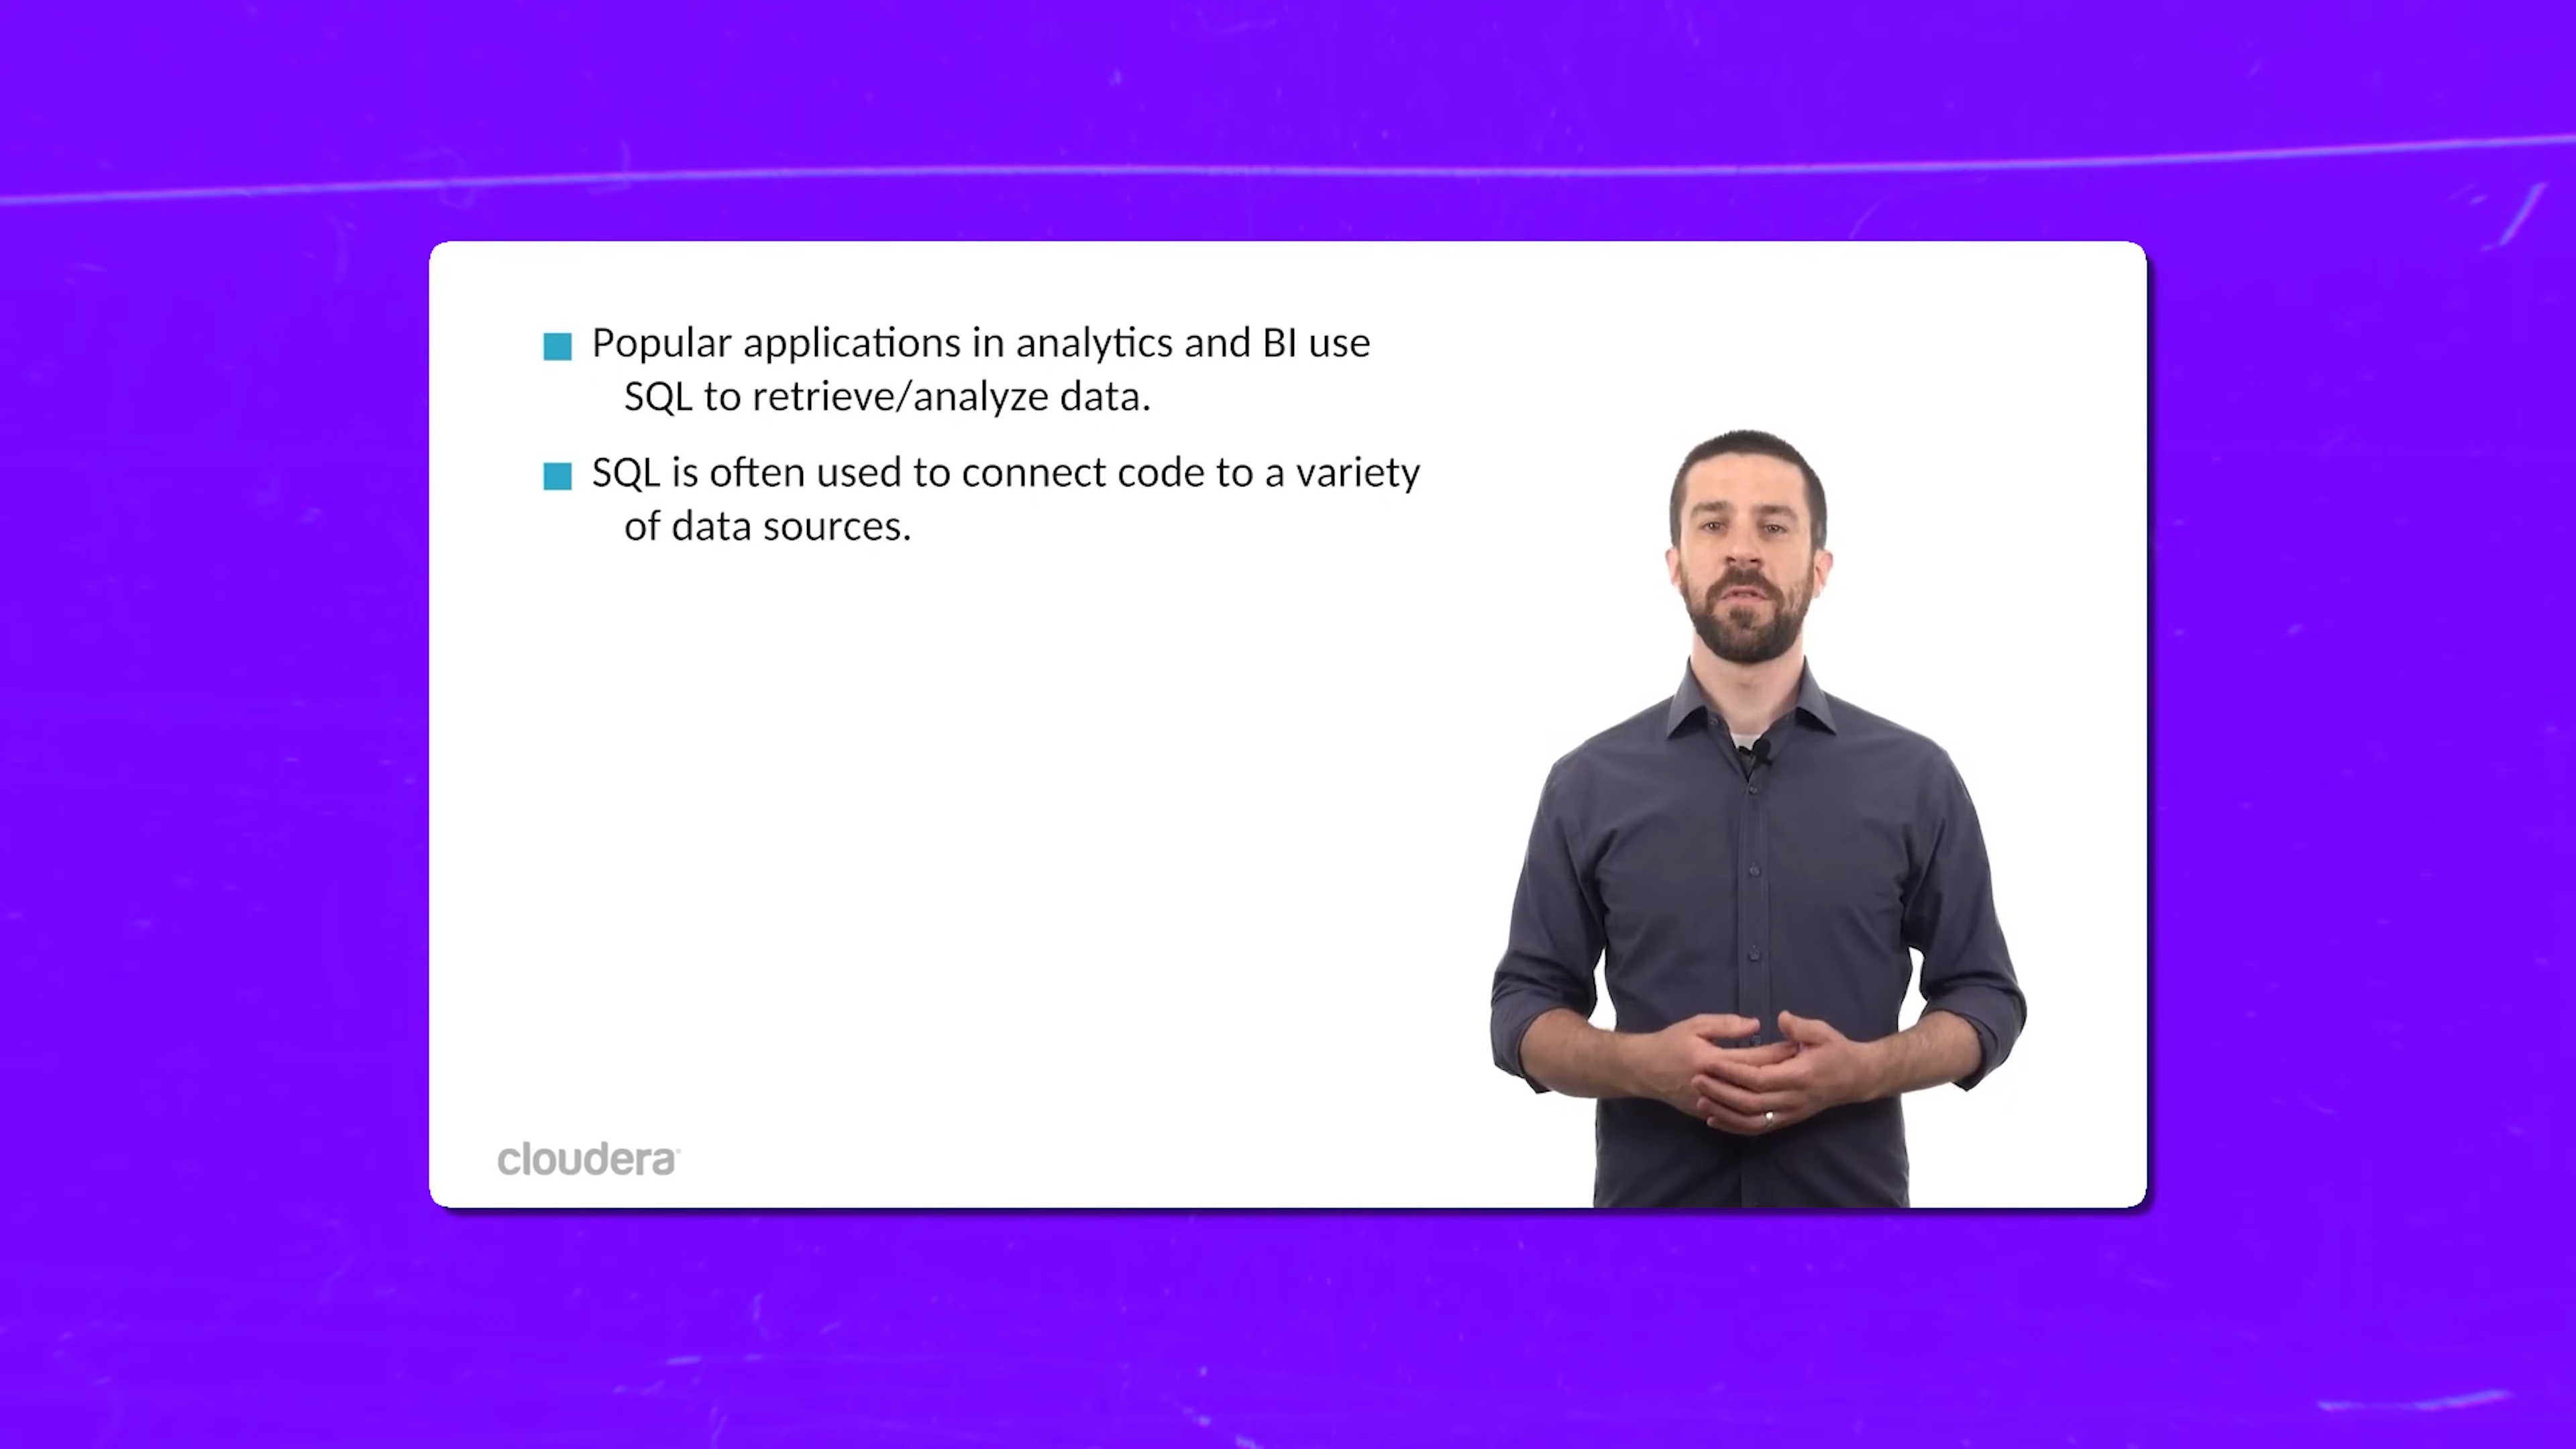 Popular applications in analytics and BI use
SQL to retrieve/analyze data.
SQL is often used to connect code to a variety
of data sources.
cloudera